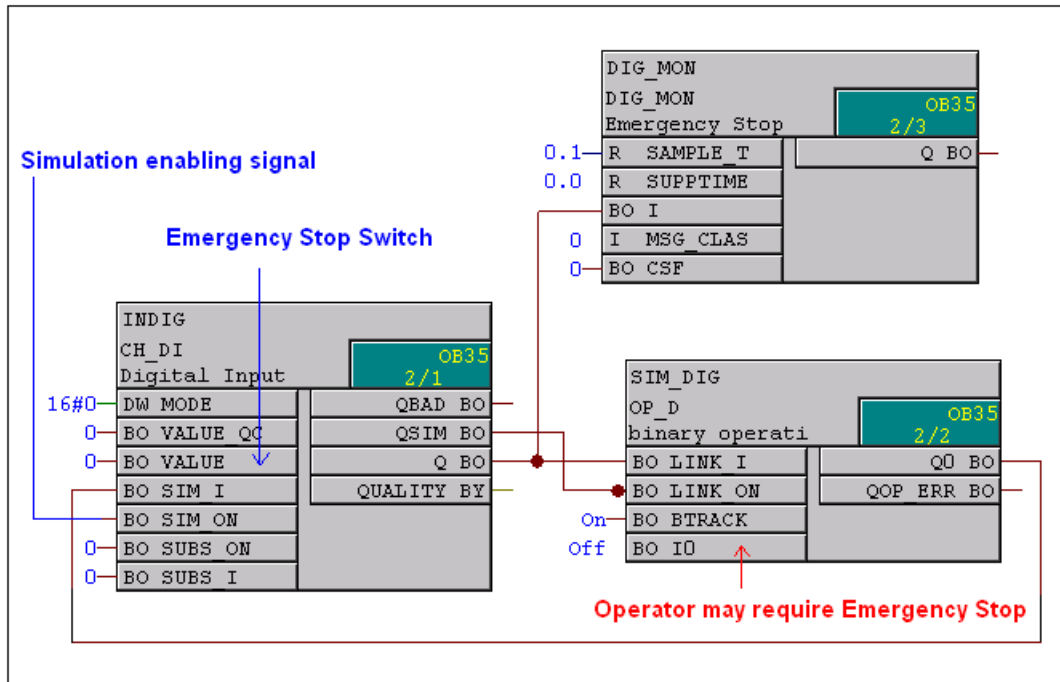 DIG_MON
DIG_MON
OB35
Emergency Stop
2/3
0.1
R SAMPLE_T
Q BO
0.0
R SUPPTIME
BO I
0
I MSG_CLAS
0
BO CSF
Simulation enabling signal
Emergency Stop Switch
INDIG
CH_DI
OB35
Digital Input
2/1
16#0
DW MODE
QBAD BO
0
BO VALUE_QC
QSIM BO
0
BO VALUE
Q BO
BO SIM_I
QUALITY BY
BO SIM_ON
0
BO SUBS_ON
0
BO SUBS_I
SIM_DIG
OP_D
OB35
binary operati
2/2
BO LINK_I
Q0 BO
BO LINK_ON
QOP_ERR BO
On
BO BTRACK
Off
BO I0
Operator may require Emergency Stop